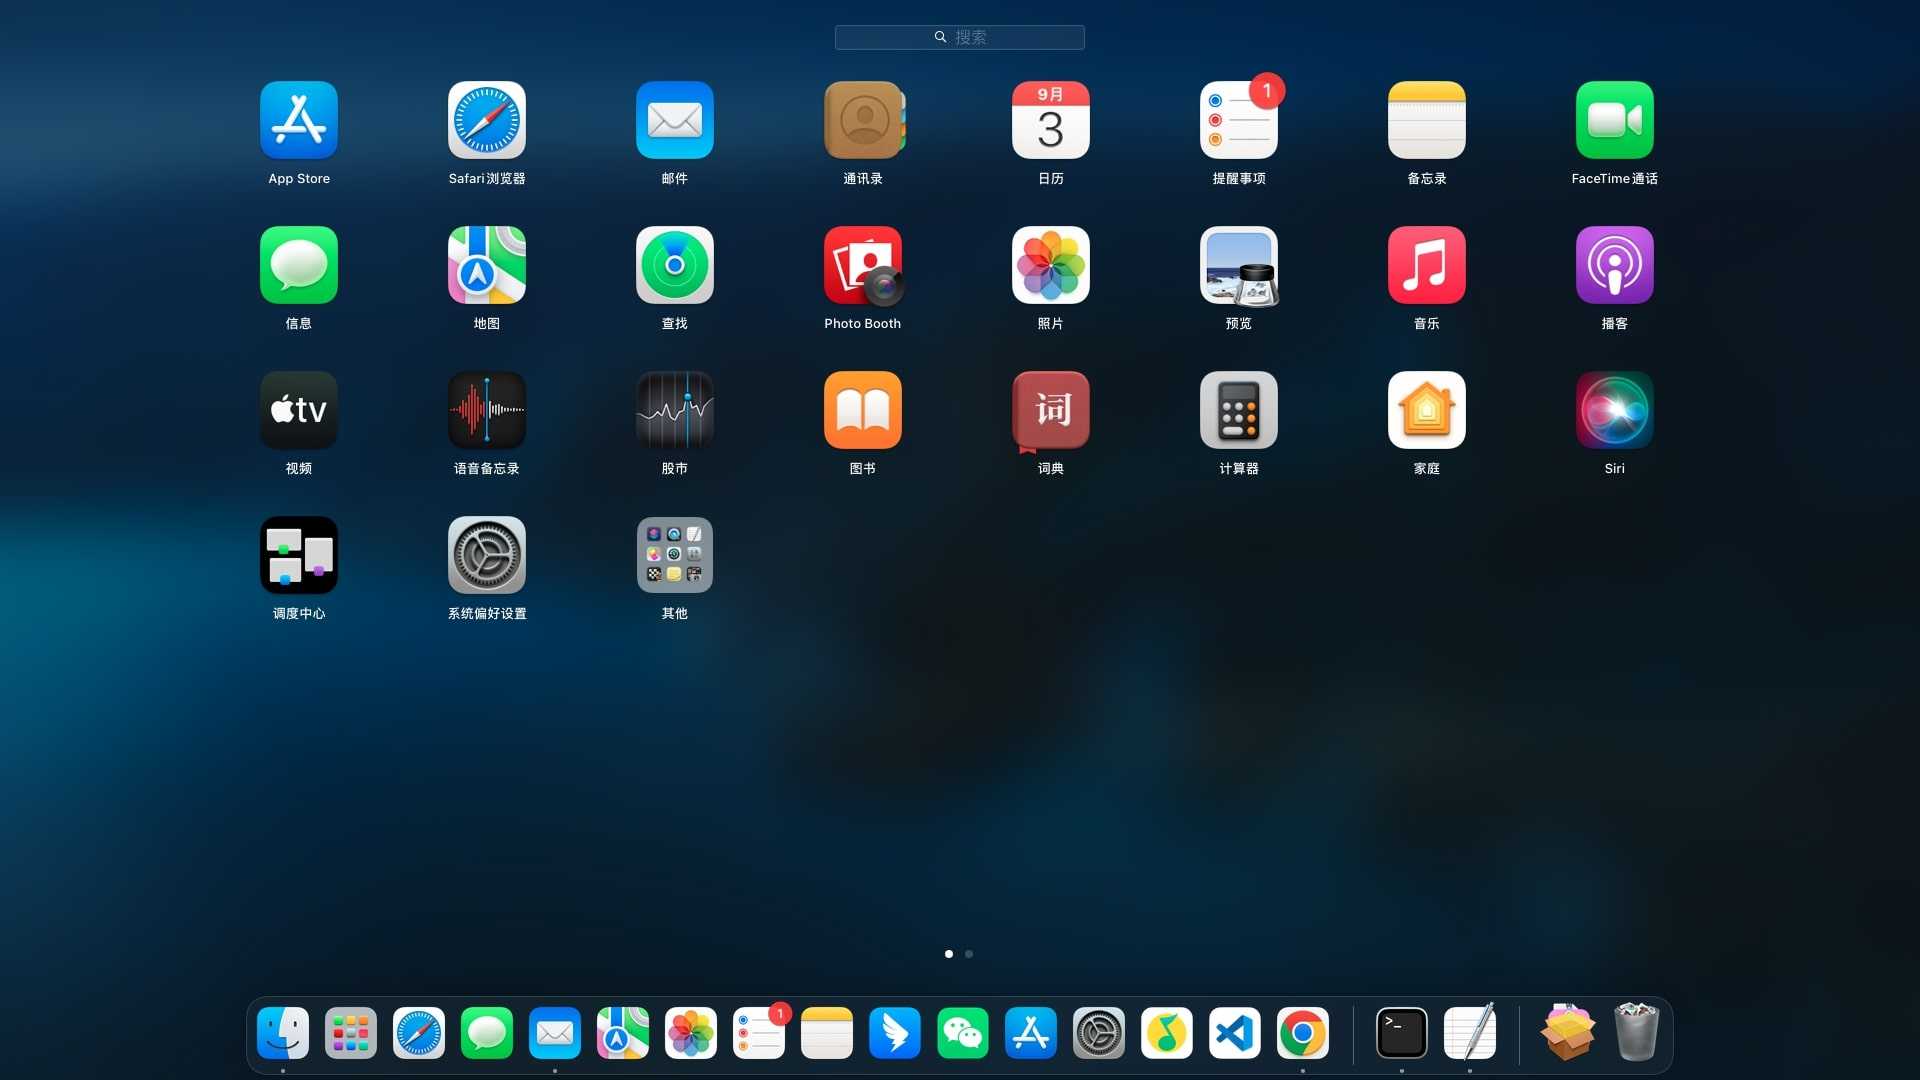 搜索
9月
3
1
App Store
Safari浏览器
邮件
通讯录
日历
提醒事项
备忘录
FaceTime通话
信息
地图
查找
Photo Booth
照片
预览
音乐
播客
tv
词
视频
语音备忘录
股市
图书
词典
计算器
家庭
Siri
调度中心
系统偏好设置
其他
1
>_